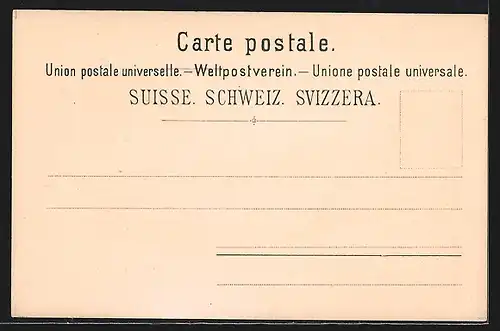 Carte postale.
Union postale universelle.—Weltpostverein.—Unione postale universale.
SUISSE. SCHWEIZ. SVIZZERA.